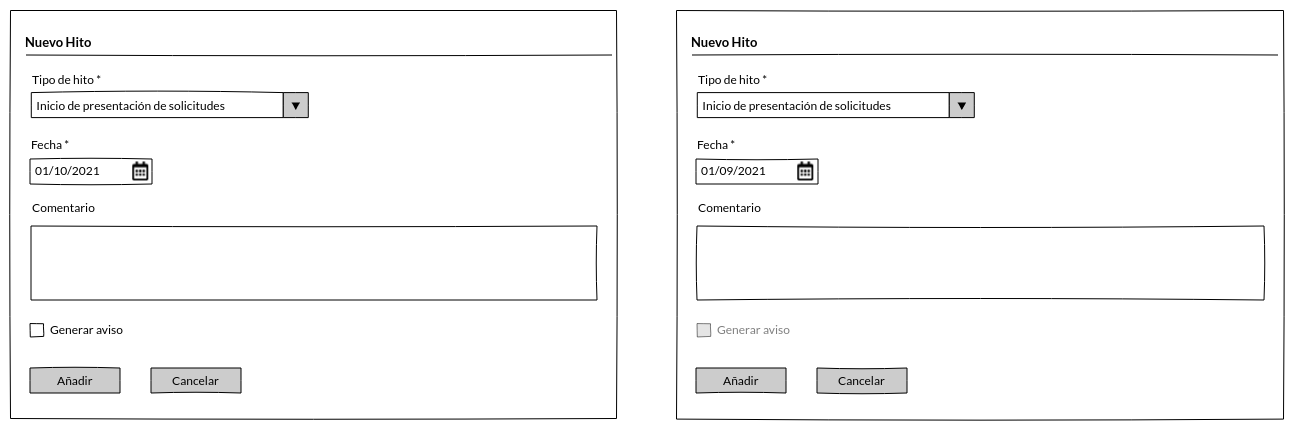 Nuevo Hito
Tipo de hito *
Inicio de presentación de solicitudes
Fecha *
01/10/2021
Comentario
Generar aviso
Añadir
Cancelar
Nuevo Hito
Tipo de hito *
Inicio de presentación de solicitudes
Fecha *
01/09/2021
Comentario
Generar aviso
Añadir
Cancelar